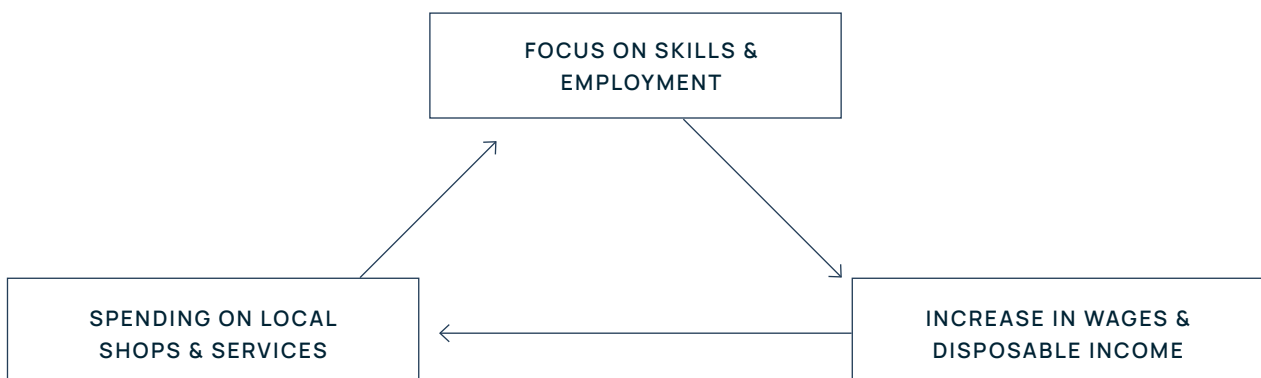 FOCUS ON SKILLS &
EMPLOYMENT
SPENDING ON LOCAL
SHOPS & SERVICES
INCREASE IN WAGES &
DISPOSABLE INCOME